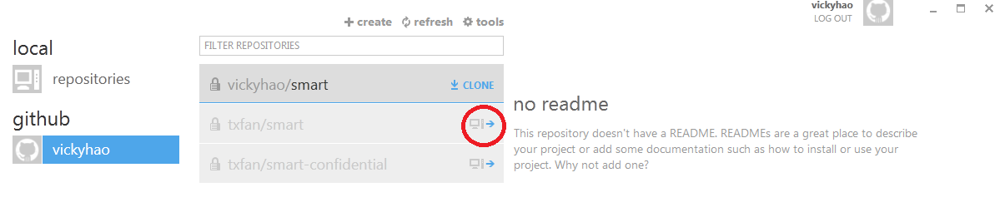 vickyhao
LOG OUT
create refresh tools
local
FILTER REPOSITORIES
repositories
vickyhao/smart CLONE
no readme
github
txfan/smart
This repository doesn't have a README. READMEs are a great place to describe
your project or add some documentation such as how to install or use your
project. Why not add one?
vickyhao
txfan/smart-confidential